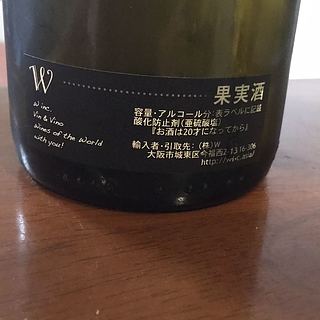 W
W inc.
Vin & Vino
Wines of the World
with you!
果実酒
容量・アルコール分:表ラベルに記載
酸化防止剤(亜硫酸塩)
『お酒は20才になってから』
輸入者・引取先:(株)W
大阪市城東区今福西2-13-16-306
http://wi-c.asia/